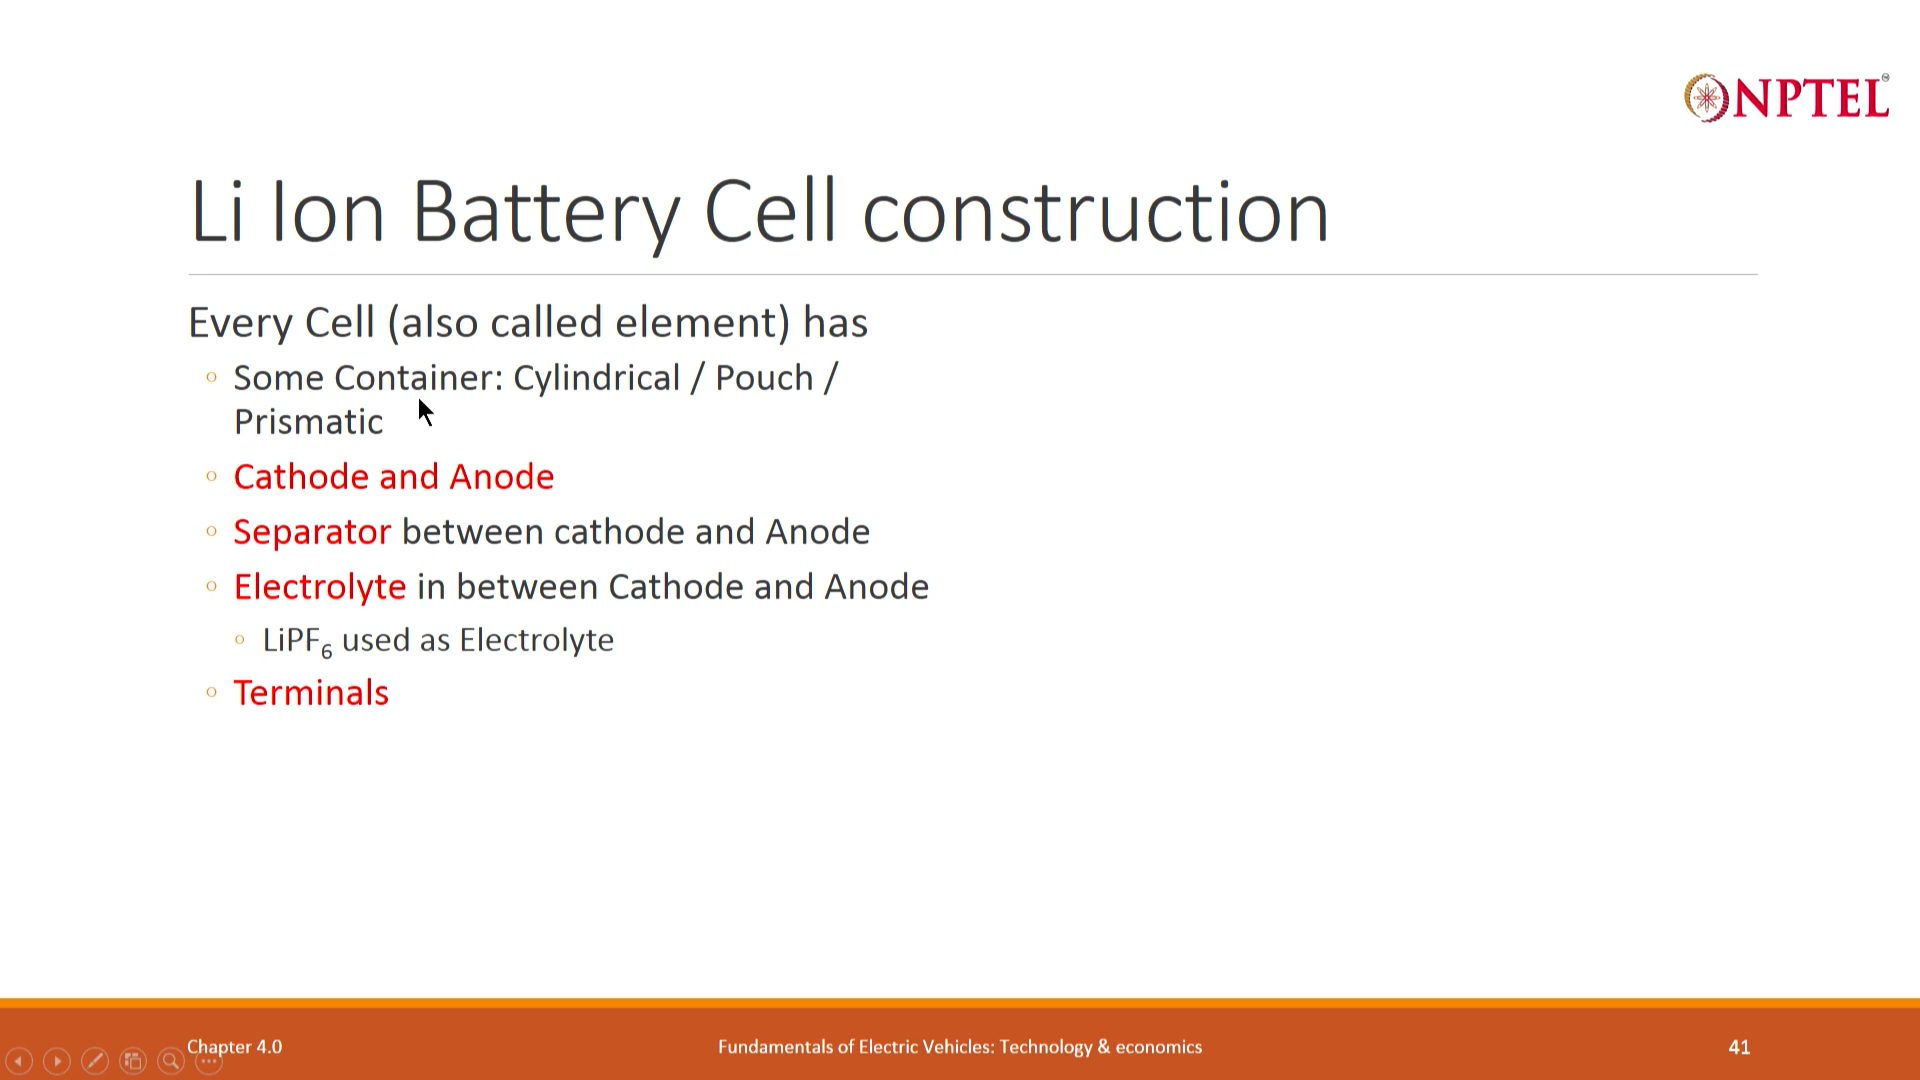 NPTEL
Li Ion Battery Cell construction
Every Cell (also called element) has
◦ Some Container: Cylindrical / Pouch /
Prismatic
◦ Cathode and Anode
◦ Separator between cathode and Anode
◦ Electrolyte in between Cathode and Anode
◦ LiPF₆ used as Electrolyte
◦ Terminals
Chapter 4.0
Fundamentals of Electric Vehicles: Technology & economics
41